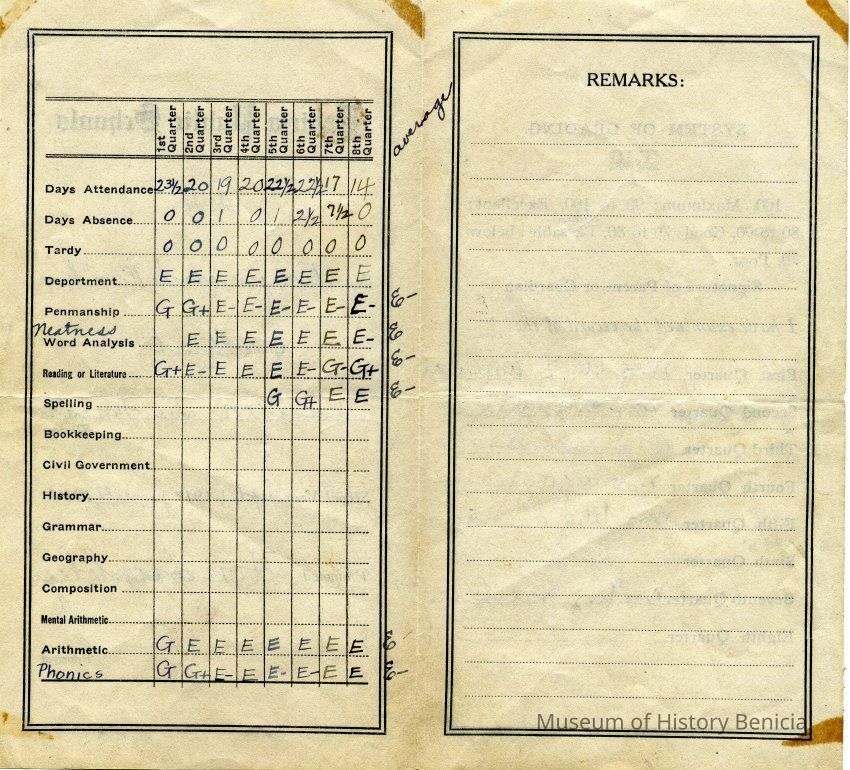 1st Quarter 2nd Quarter 3rd Quarter 4th Quarter 5th Quarter 6th Quarter 7th Quarter 8th Quarter average
Days Attendance 23½ 20 19 20 22½ 22½ 17 14
Days Absence 0 0 1 0 1 2½ 7½ 0
Tardy 0 0 0 0 0 0 0 0
Deportment E E E E E E E E
Penmanship G G+ E- E- E- E- E- E- E-
Neatness
Word Analysis E E E E E E E- E
Reading or Literature G+ E- E E E E- G- G+ E-
Spelling G G+ E E E-
Bookkeeping
Civil Government
History
Grammar
Geography
Composition
Mental Arithmetic
Arithmetic G E E E E E E E E-
Phonics G G+ E- E E- E- E E E-
REMARKS:
SYSTEM OF GRADING
Museum of History Benicia